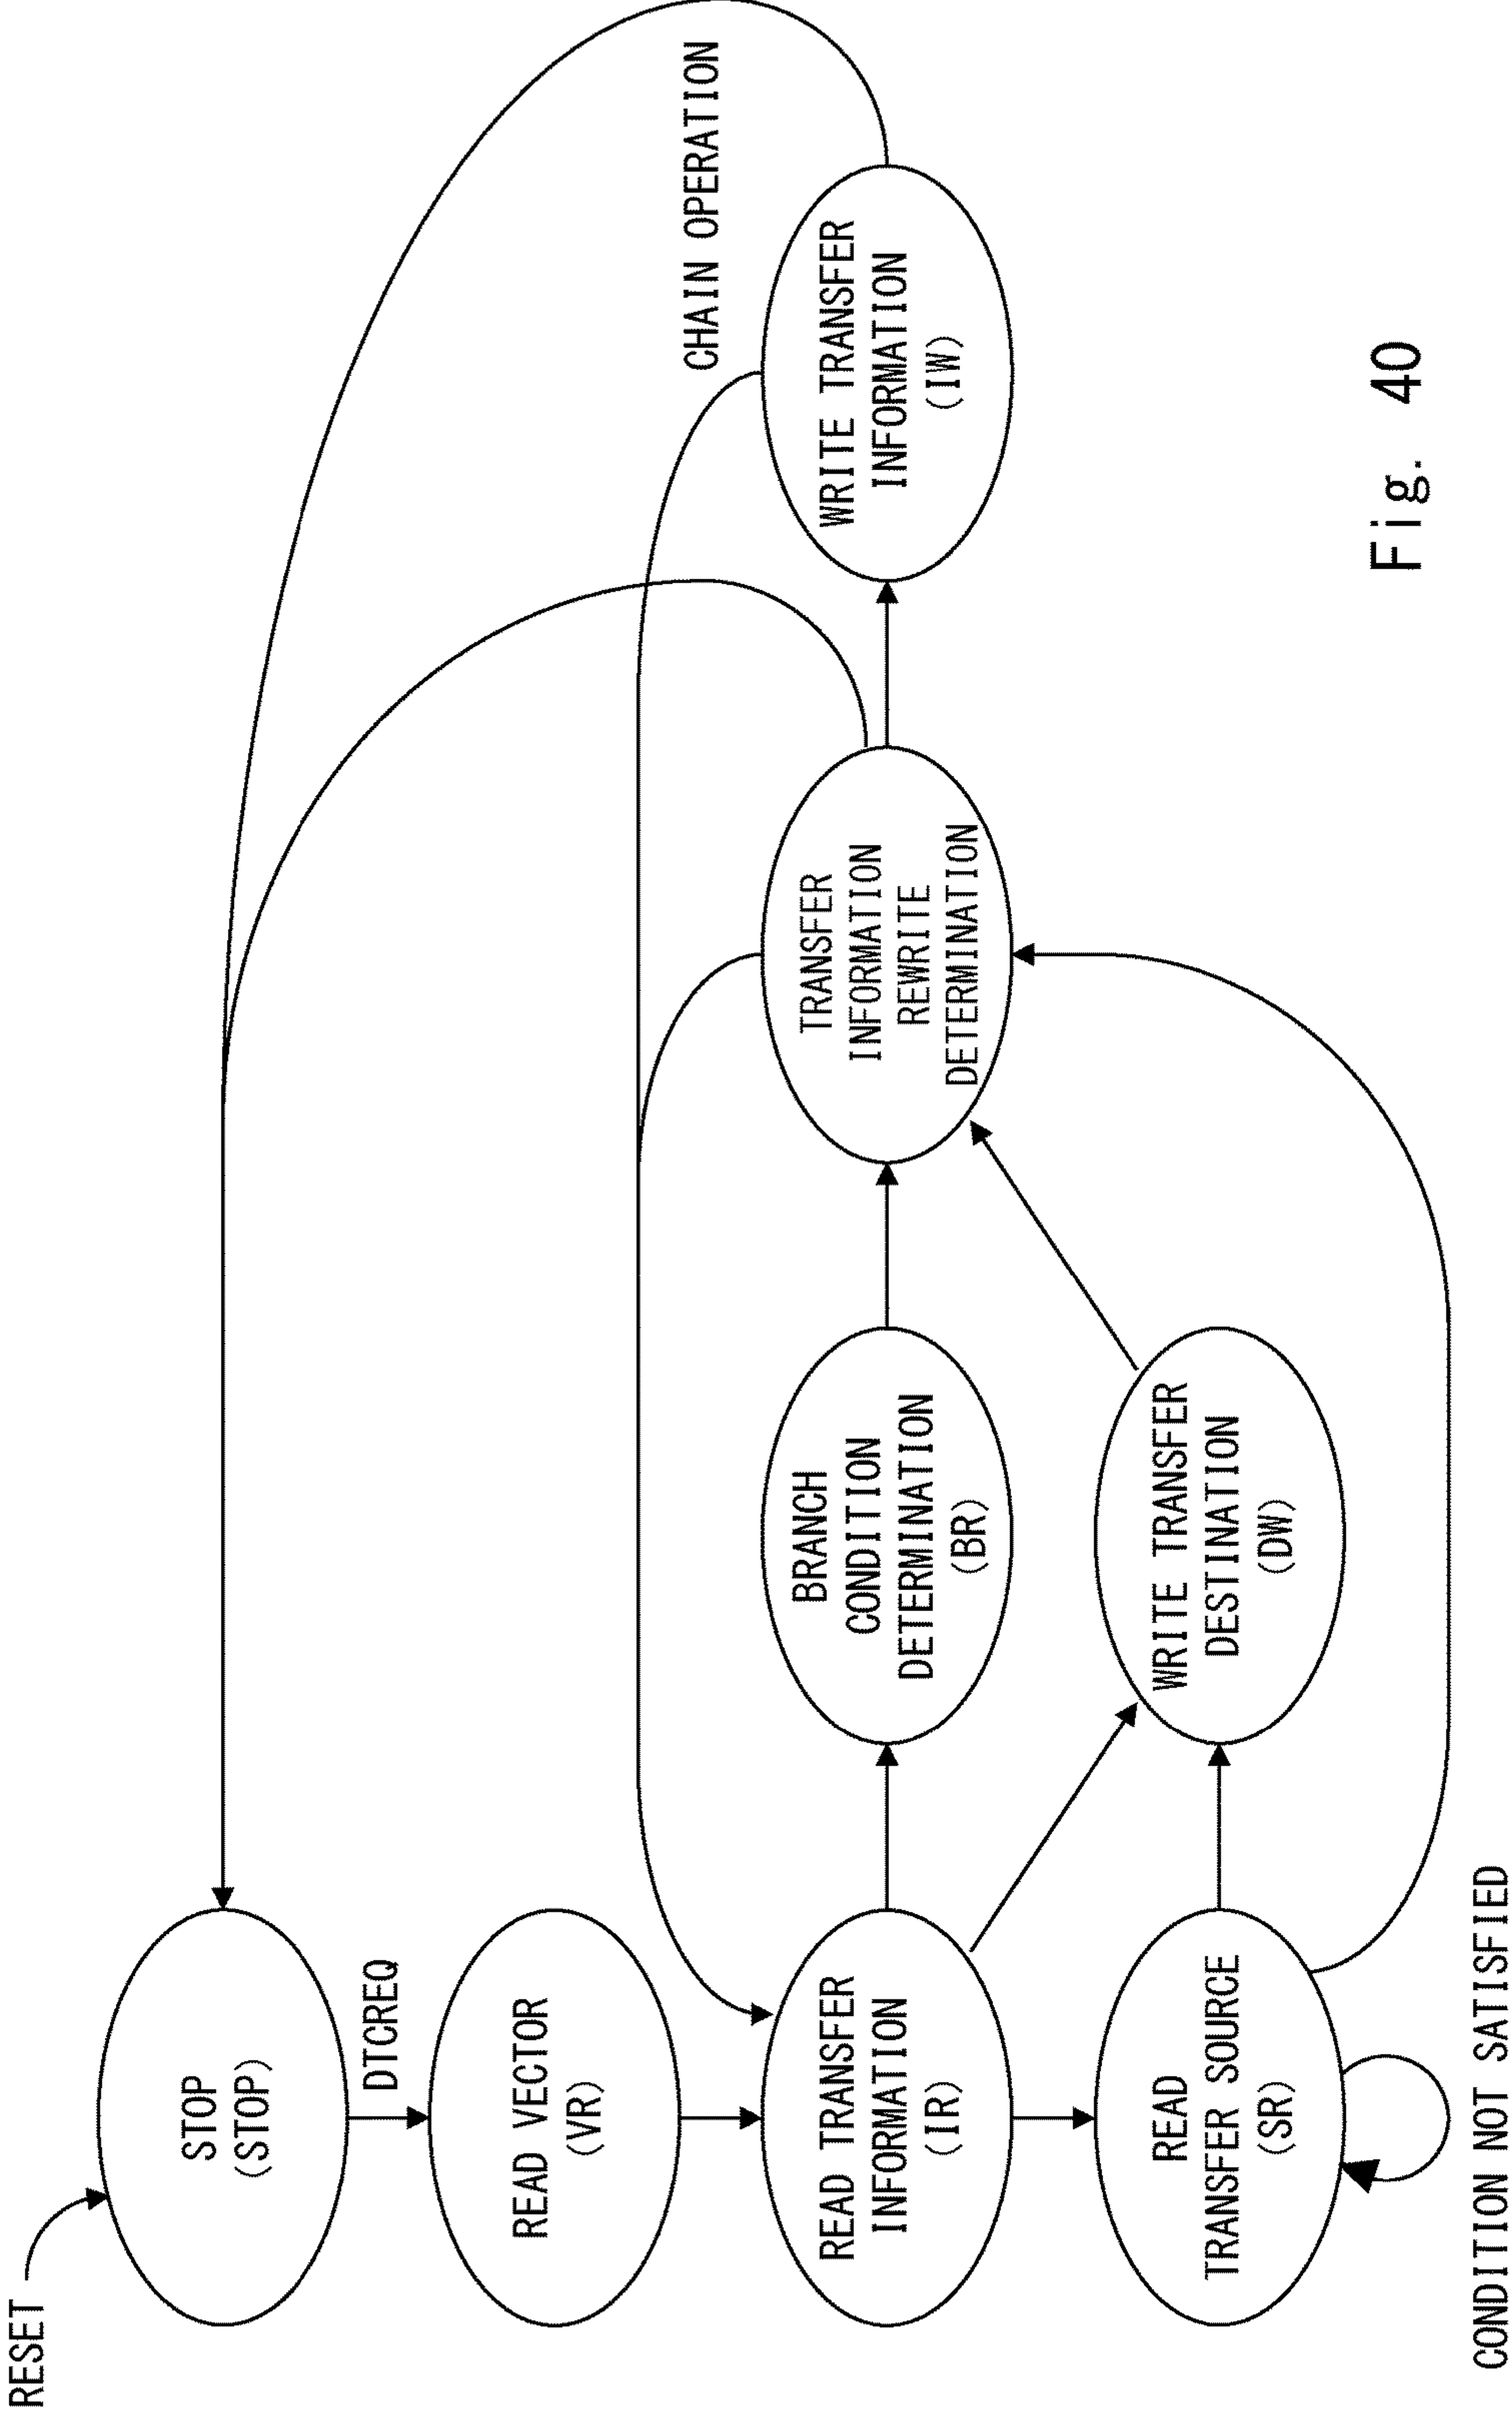 RESET
STOP
(STOP)
DTCREQ
READ VECTOR
(VR)
READ TRANSFER
INFORMATION
(IR)
READ
TRANSFER SOURCE
(SR)
CONDITION NOT SATISFIED
BRANCH
CONDITION
DETERMINATION
(BR)
WRITE TRANSFER
DESTINATION
(DW)
TRANSFER
INFORMATION
REWRITE
DETERMINATION
CHAIN OPERATION
WRITE TRANSFER
INFORMATION
(IW)
Fig. 40